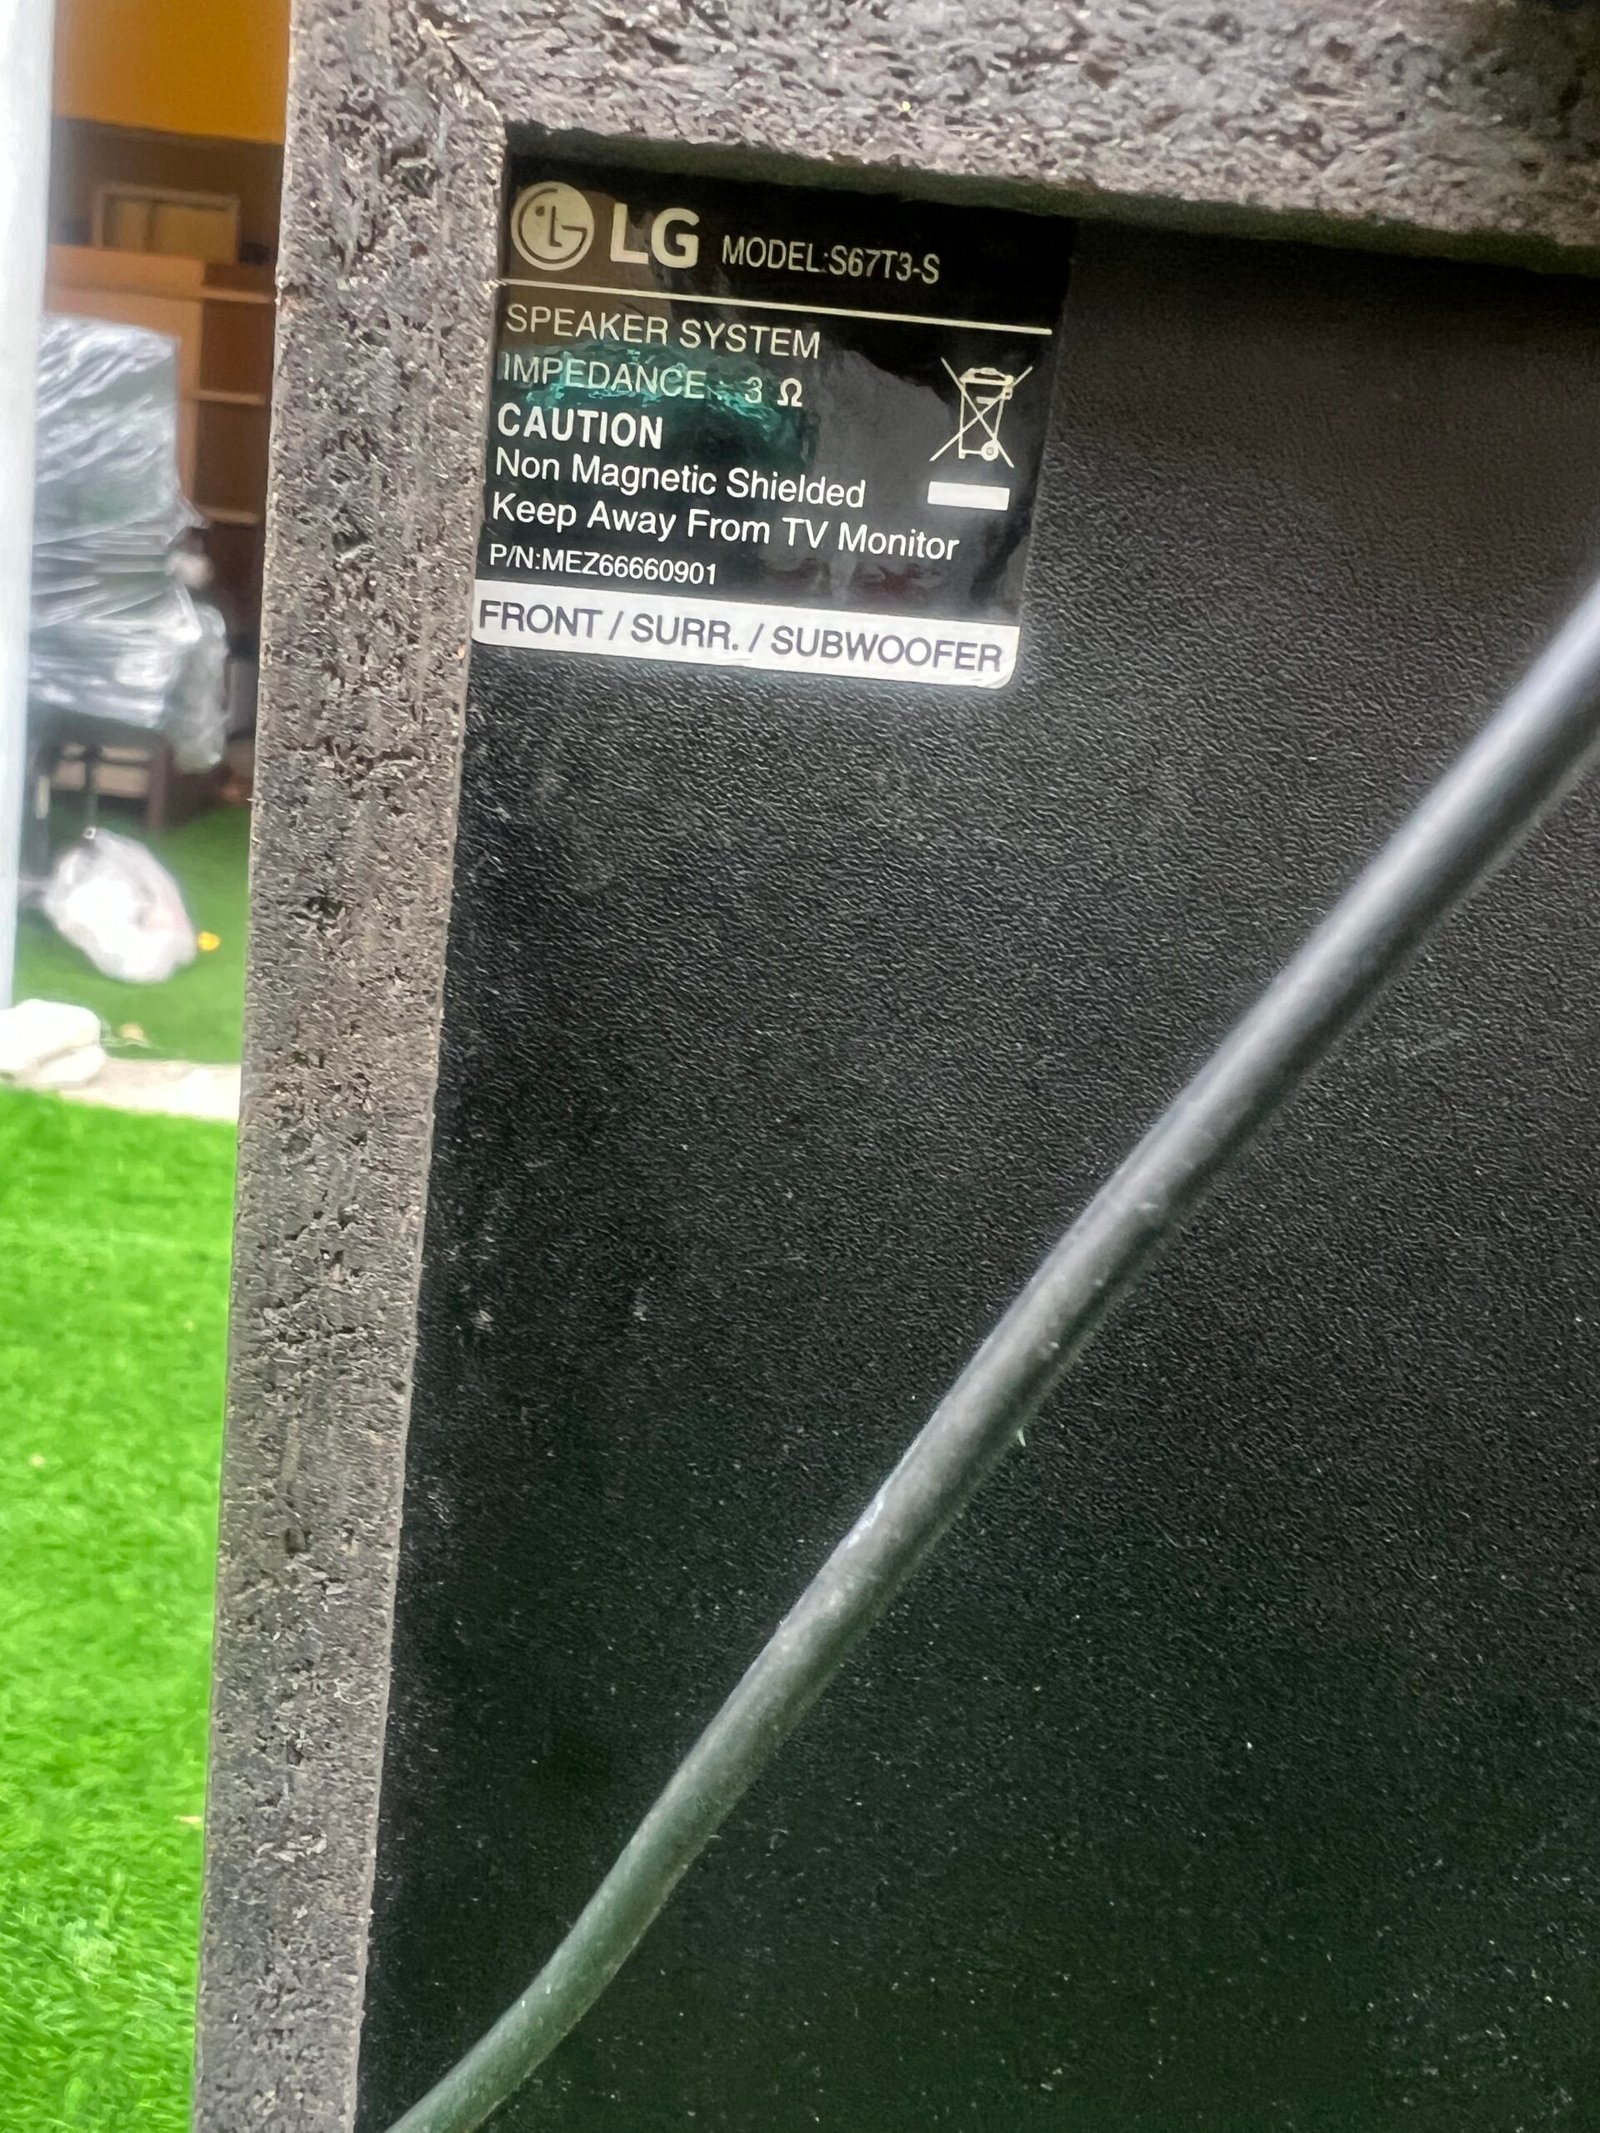 LG MODEL:S67T3-S
SPEAKER SYSTEM
IMPEDANCE : 3 Ω
CAUTION
Non Magnetic Shielded
Keep Away From TV Monitor
P/N:MEZ66660901
FRONT / SURR. / SUBWOOFER